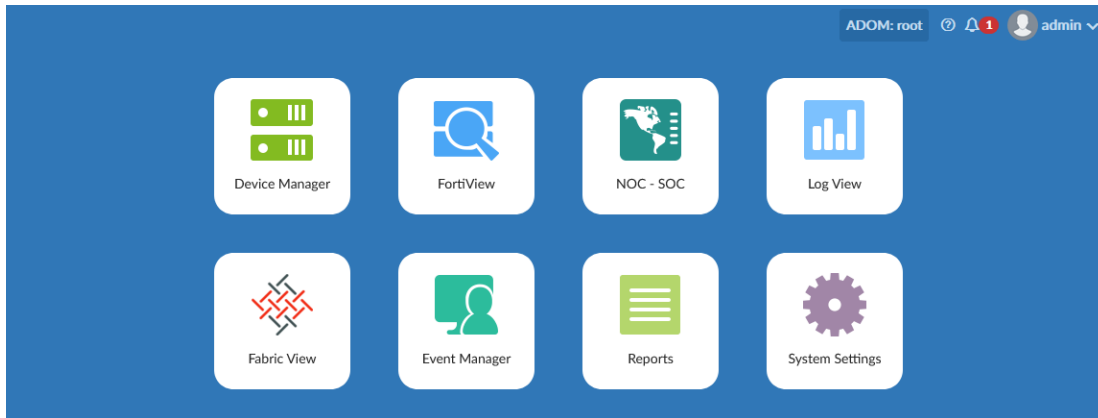 ADOM: root 1 admin
Device Manager FortiView NOC - SOC Log View
Fabric View Event Manager Reports System Settings